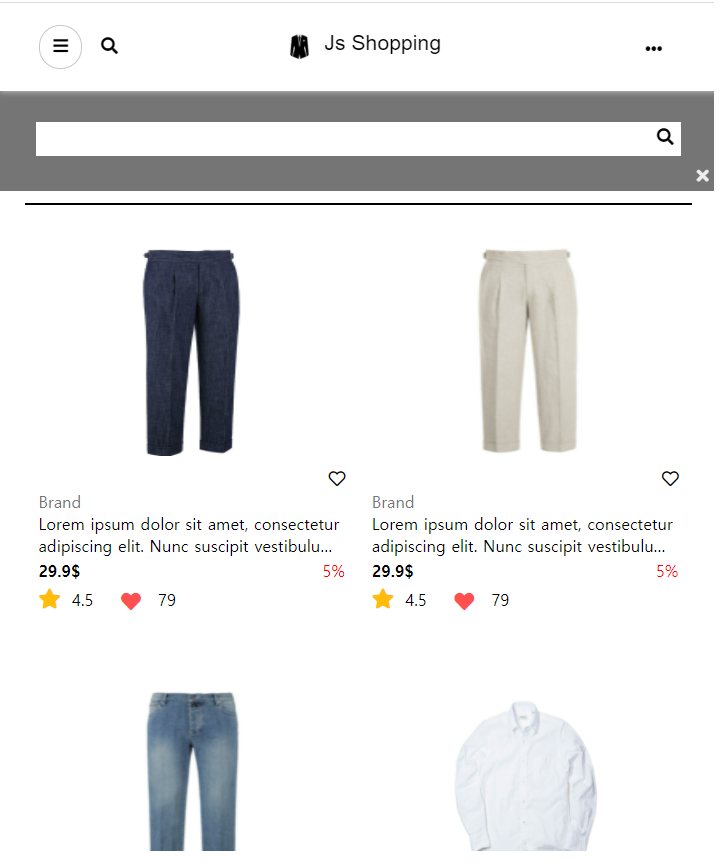 Js Shopping
Brand
Lorem ipsum dolor sit amet, consectetur
adipiscing elit. Nunc suscipit vestibulu...
29.9$ 5%
4.5 79
Brand
Lorem ipsum dolor sit amet, consectetur
adipiscing elit. Nunc suscipit vestibulu...
29.9$ 5%
4.5 79